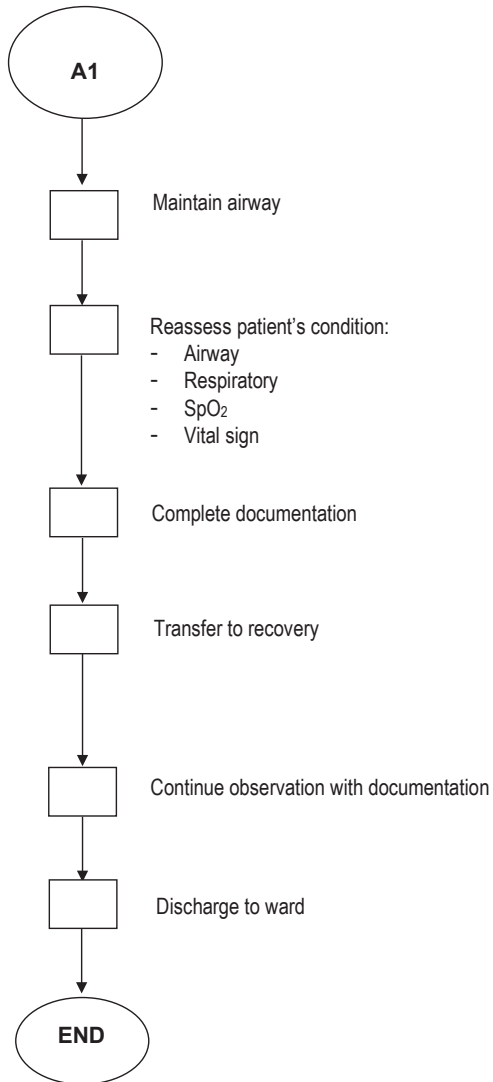 A1
Maintain airway
Reassess patient’s condition:
- Airway
- Respiratory
- SpO₂
- Vital sign
Complete documentation
Transfer to recovery
Continue observation with documentation
Discharge to ward
END